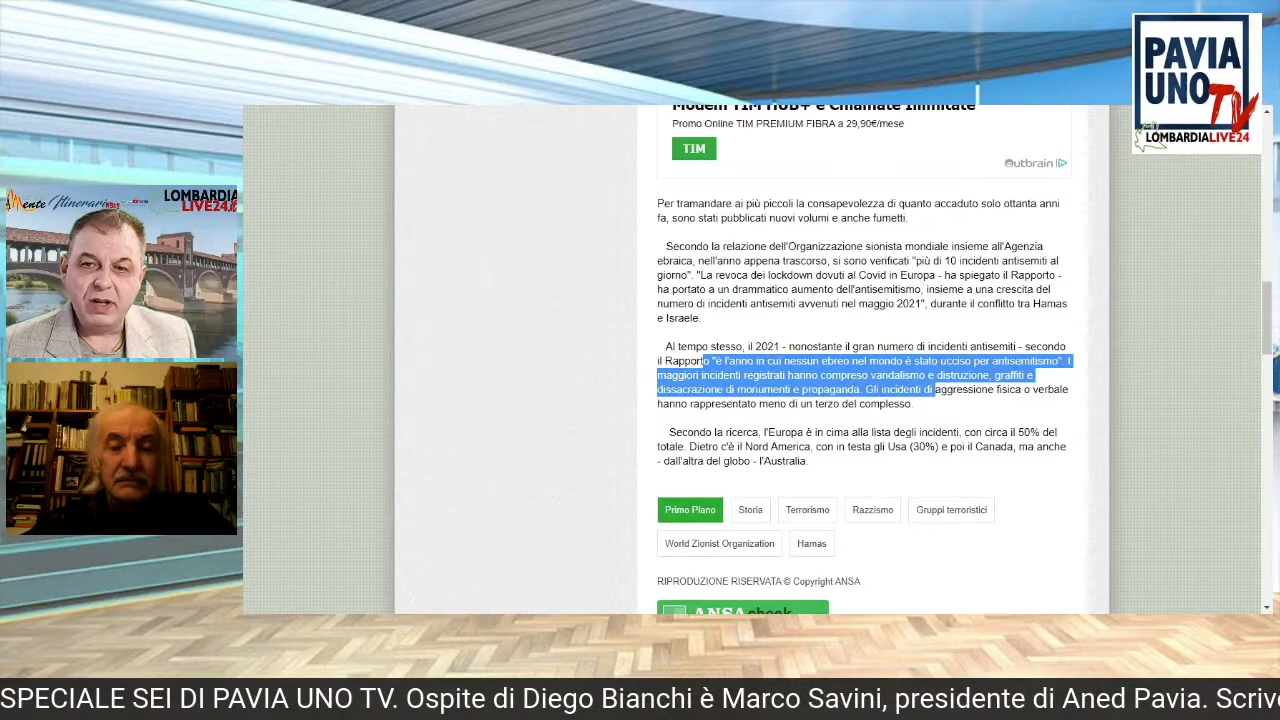 PAVIA
UNO TV
LOMBARDIALIVE24
Mente Itinerari
LOMBARDIA
LIVE24
Modem TIM HUB+ e Chiamate Illimitate
Promo Online TIM PREMIUM FIBRA a 29,90€/mese
TIM
Outbrain
Per tramandare ai più piccoli la consapevolezza di quanto accaduto solo ottanta anni
fa, sono stati pubblicati nuovi volumi e anche fumetti.
Secondo la relazione dell'Organizzazione sionista mondiale insieme all'Agenzia
ebraica, nell'anno appena trascorso, si sono verificati "più di 10 incidenti antisemiti al
giorno". "La revoca dei lockdown dovuti al Covid in Europa - ha spiegato il Rapporto -
ha portato a un drammatico aumento dell'antisemitismo, insieme a una crescita del
numero di incidenti antisemiti avvenuti nel maggio 2021", durante il conflitto tra Hamas
e Israele.
Al tempo stesso, il 2021 - nonostante il gran numero di incidenti antisemiti - secondo
il Rapporto "è l'anno in cui nessun ebreo nel mondo è stato ucciso per antisemitismo". I
maggiori incidenti registrati hanno compreso vandalismo e distruzione, graffiti e
dissacrazione di monumenti e propaganda. Gli incidenti di aggressione fisica o verbale
hanno rappresentato meno di un terzo del complesso.
Secondo la ricerca, l'Europa è in cima alla lista degli incidenti, con circa il 50% del
totale. Dietro c'è il Nord America, con in testa gli Usa (30%) e poi il Canada, ma anche
- dall'altra del globo - l'Australia.
Primo Piano
Storia
Terrorismo
Razzismo
Gruppi terroristici
World Zionist Organization
Hamas
RIPRODUZIONE RISERVATA © Copyright ANSA
ANSAcheck
SPECIALE SEI DI PAVIA UNO TV. Ospite di Diego Bianchi è Marco Savini, presidente di Aned Pavia. Scrive